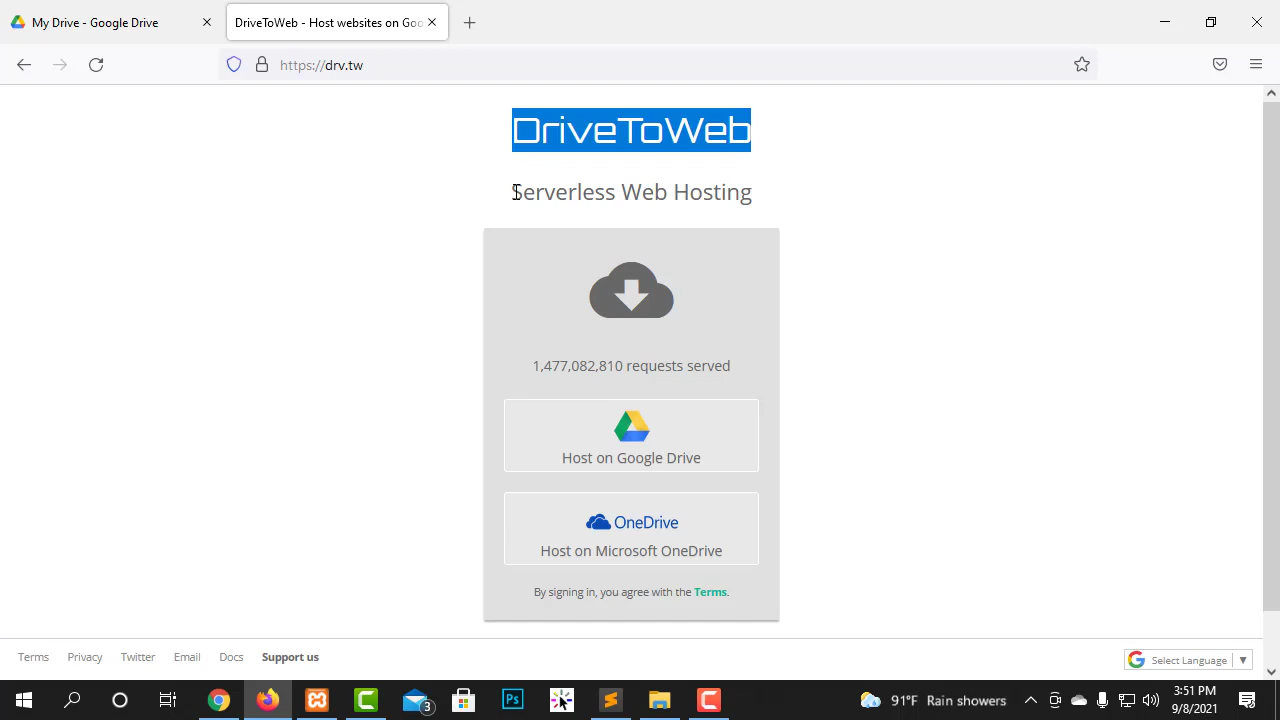 My Drive - Google Drive
DriveToWeb - Host websites on Goo
https://drv.tw
DriveToWeb
Serverless Web Hosting
1,477,082,810 requests served
Host on Google Drive
OneDrive
Host on Microsoft OneDrive
By signing in, you agree with the Terms.
Terms
Privacy
Twitter
Email
Docs
Support us
G Select Language
Ps
3
91°F Rain showers
3:51 PM
9/8/2021